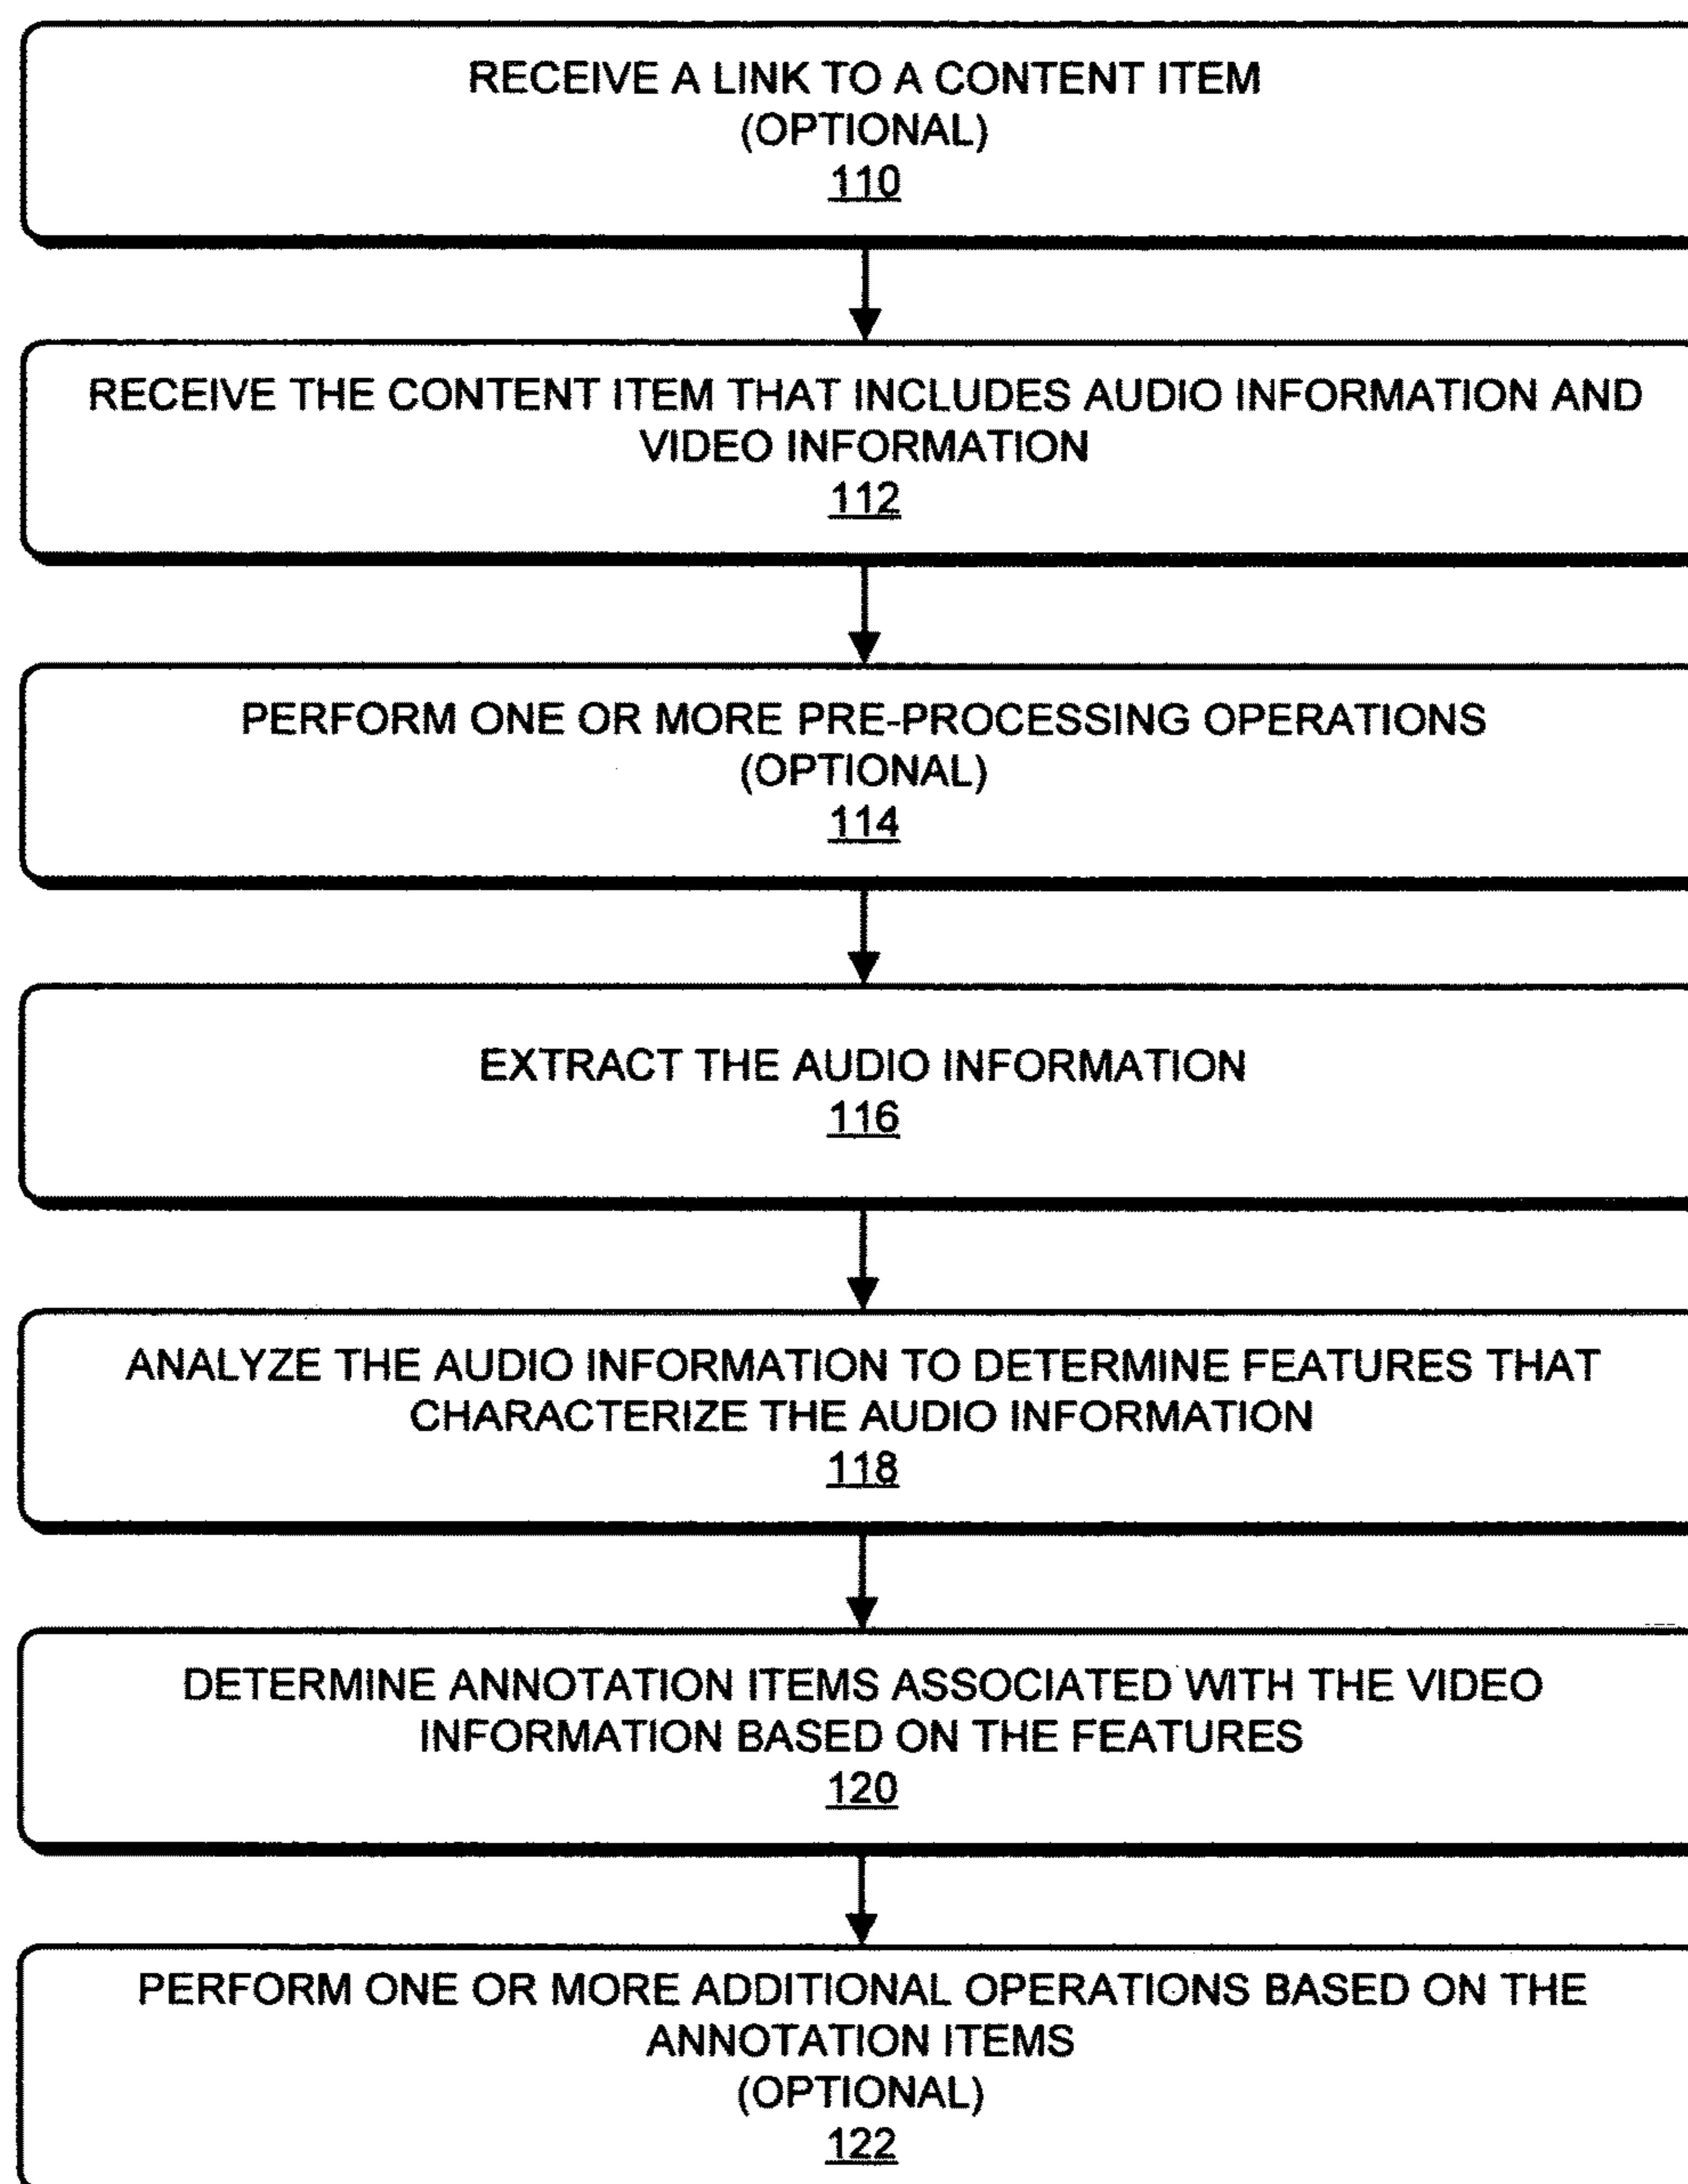 RECEIVE A LINK TO A CONTENT ITEM
(OPTIONAL)
110
RECEIVE THE CONTENT ITEM THAT INCLUDES AUDIO INFORMATION AND
VIDEO INFORMATION
112
PERFORM ONE OR MORE PRE-PROCESSING OPERATIONS
(OPTIONAL)
114
EXTRACT THE AUDIO INFORMATION
116
ANALYZE THE AUDIO INFORMATION TO DETERMINE FEATURES THAT
CHARACTERIZE THE AUDIO INFORMATION
118
DETERMINE ANNOTATION ITEMS ASSOCIATED WITH THE VIDEO
INFORMATION BASED ON THE FEATURES
120
PERFORM ONE OR MORE ADDITIONAL OPERATIONS BASED ON THE
ANNOTATION ITEMS
(OPTIONAL)
122